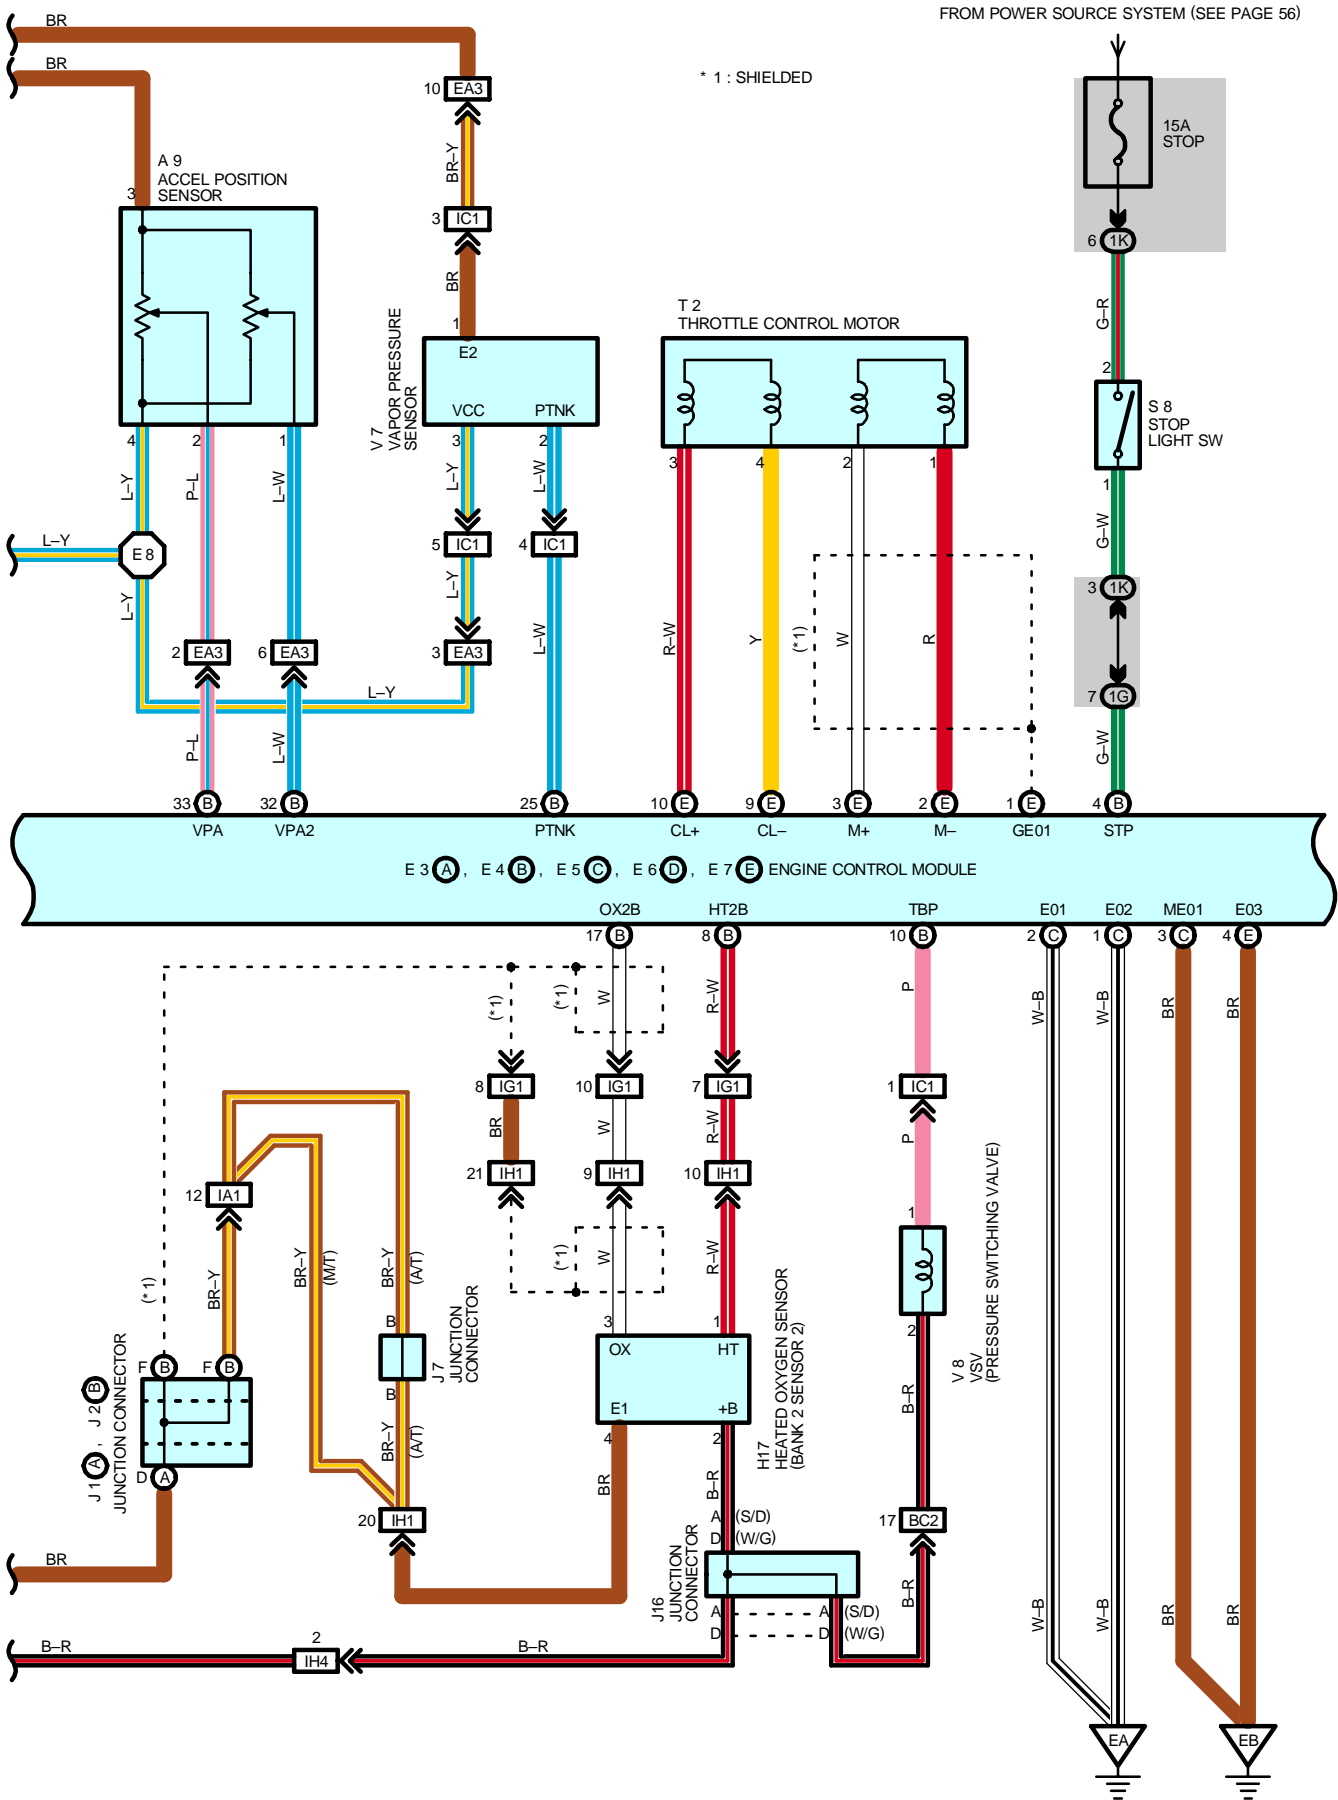 FROM POWER SOURCE SYSTEM (SEE PAGE 56)
BR
BR
* 1 : SHIELDED
10 EA3
15A
STOP
BR–Y
A 9
ACCEL POSITION
SENSOR
3
3 IC1
6 1K
BR
G–R
1
T 2
THROTTLE CONTROL MOTOR
V 7
VAPOR PRESSURE
SENSOR
E2
VCC PTNK
2
S 8
STOP
LIGHT SW
4 2 1
3 2
3 4 2 1
1
L–Y P–L L–W L–Y L–W
G–W
L–Y
E 8
5 IC1 4 IC1
L–Y
L–Y
3 1K
2 EA3 6 EA3 3 EA3
L–W
R–W Y (*1) W R
L–Y
7 1G
P–L L–W
G–W
33 B 32 B 25 B 10 E 9 E 3 E 2 E 1 E 4 B
VPA VPA2 PTNK CL+ CL– M+ M– GE01 STP
E 3 A , E 4 B , E 5 C , E 6 D , E 7 E ENGINE CONTROL MODULE
OX2B HT2B TBP E01 E02 ME01 E03
17 B 8 B 10 B 2 C 1 C 3 C 4 E
(*1) (*1) W R–W P W–B W–B BR BR
8 IG1 10 IG1 7 IG1 1 IC1
BR W R–W P
21 IH1 9 IH1 10 IH1
12 IA1
1
(*1) BR–Y BR–Y (M/T) BR–Y (A/T)
(*1) W R–W
V 8
VSV
(PRESSURE SWITCHING VALVE)
2
B
J 7
JUNCTION
CONNECTOR
B
3 1
OX HT
E1 +B
4 2
H17
HEATED OXYGEN SENSOR
(BANK 2 SENSOR 2)
F B F B
J 1 A , J 2 B
JUNCTION CONNECTOR
D A
BR–Y (A/T)
BR B–R B–R
20 IH1
A (S/D)
D (W/G)
17 BC2
BR
J16
JUNCTION
CONNECTOR
B–R
A A (S/D)
D D (W/G)
W–B W–B BR BR
B–R
2
IH4
B–R
EA EB